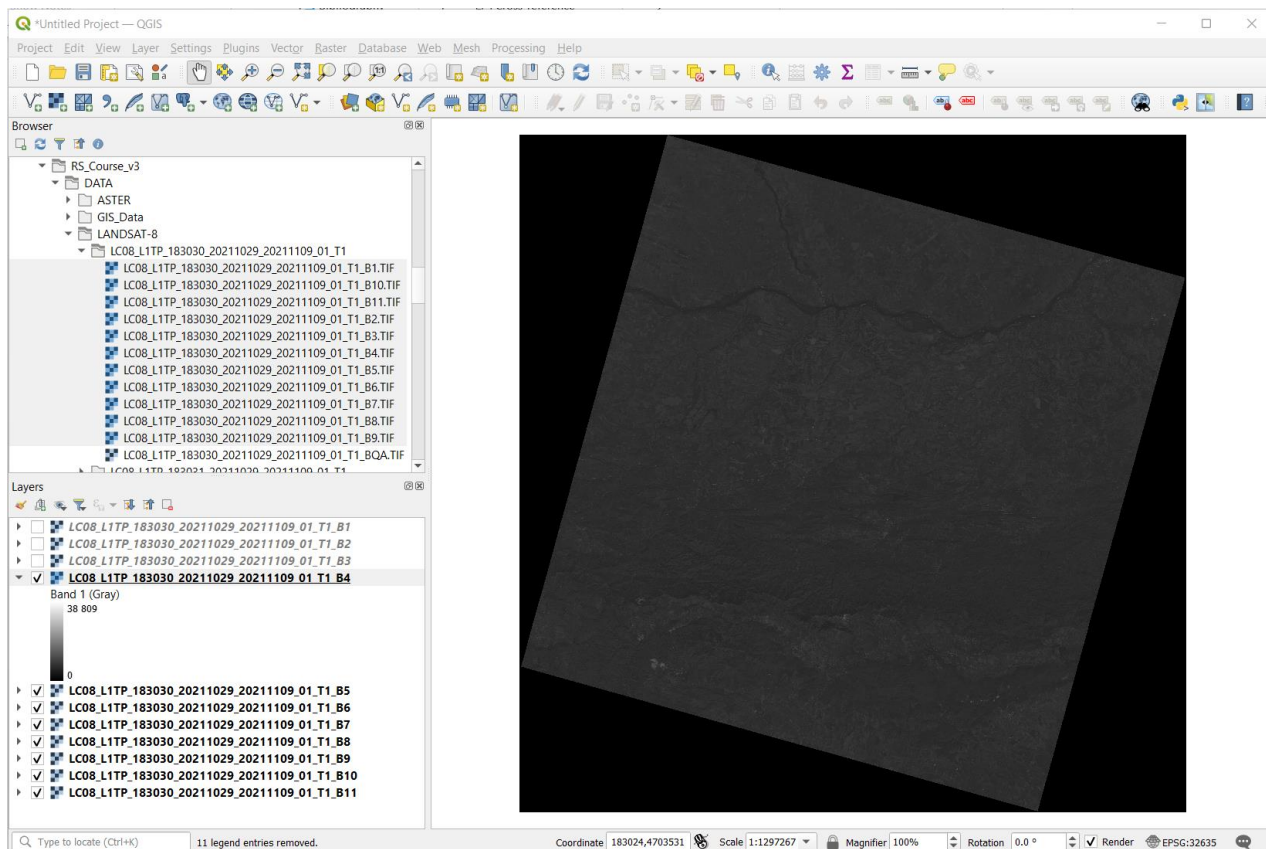 *Untitled Project — QGIS
Project Edit View Layer Settings Plugins Vector Raster Database Web Mesh Processing Help
Browser
RS_Course_v3
DATA
ASTER
GIS_Data
LANDSAT-8
LC08_L1TP_183030_20211029_20211109_01_T1
LC08_L1TP_183030_20211029_20211109_01_T1_B1.TIF
LC08_L1TP_183030_20211029_20211109_01_T1_B10.TIF
LC08_L1TP_183030_20211029_20211109_01_T1_B11.TIF
LC08_L1TP_183030_20211029_20211109_01_T1_B2.TIF
LC08_L1TP_183030_20211029_20211109_01_T1_B3.TIF
LC08_L1TP_183030_20211029_20211109_01_T1_B4.TIF
LC08_L1TP_183030_20211029_20211109_01_T1_B5.TIF
LC08_L1TP_183030_20211029_20211109_01_T1_B6.TIF
LC08_L1TP_183030_20211029_20211109_01_T1_B7.TIF
LC08_L1TP_183030_20211029_20211109_01_T1_B8.TIF
LC08_L1TP_183030_20211029_20211109_01_T1_B9.TIF
LC08_L1TP_183030_20211029_20211109_01_T1_BQA.TIF
LC08_L1TP_183031_20211029_20211109_01_T1
Layers
LC08_L1TP_183030_20211029_20211109_01_T1_B1
LC08_L1TP_183030_20211029_20211109_01_T1_B2
LC08_L1TP_183030_20211029_20211109_01_T1_B3
LC08_L1TP_183030_20211029_20211109_01_T1_B4
Band 1 (Gray)
38 809
0
LC08_L1TP_183030_20211029_20211109_01_T1_B5
LC08_L1TP_183030_20211029_20211109_01_T1_B6
LC08_L1TP_183030_20211029_20211109_01_T1_B7
LC08_L1TP_183030_20211029_20211109_01_T1_B8
LC08_L1TP_183030_20211029_20211109_01_T1_B9
LC08_L1TP_183030_20211029_20211109_01_T1_B10
LC08_L1TP_183030_20211029_20211109_01_T1_B11
Type to locate (Ctrl+K) 11 legend entries removed. Coordinate 183024,4703531 Scale 1:1297267 Magnifier 100% Rotation 0.0 ° Render EPSG:32635